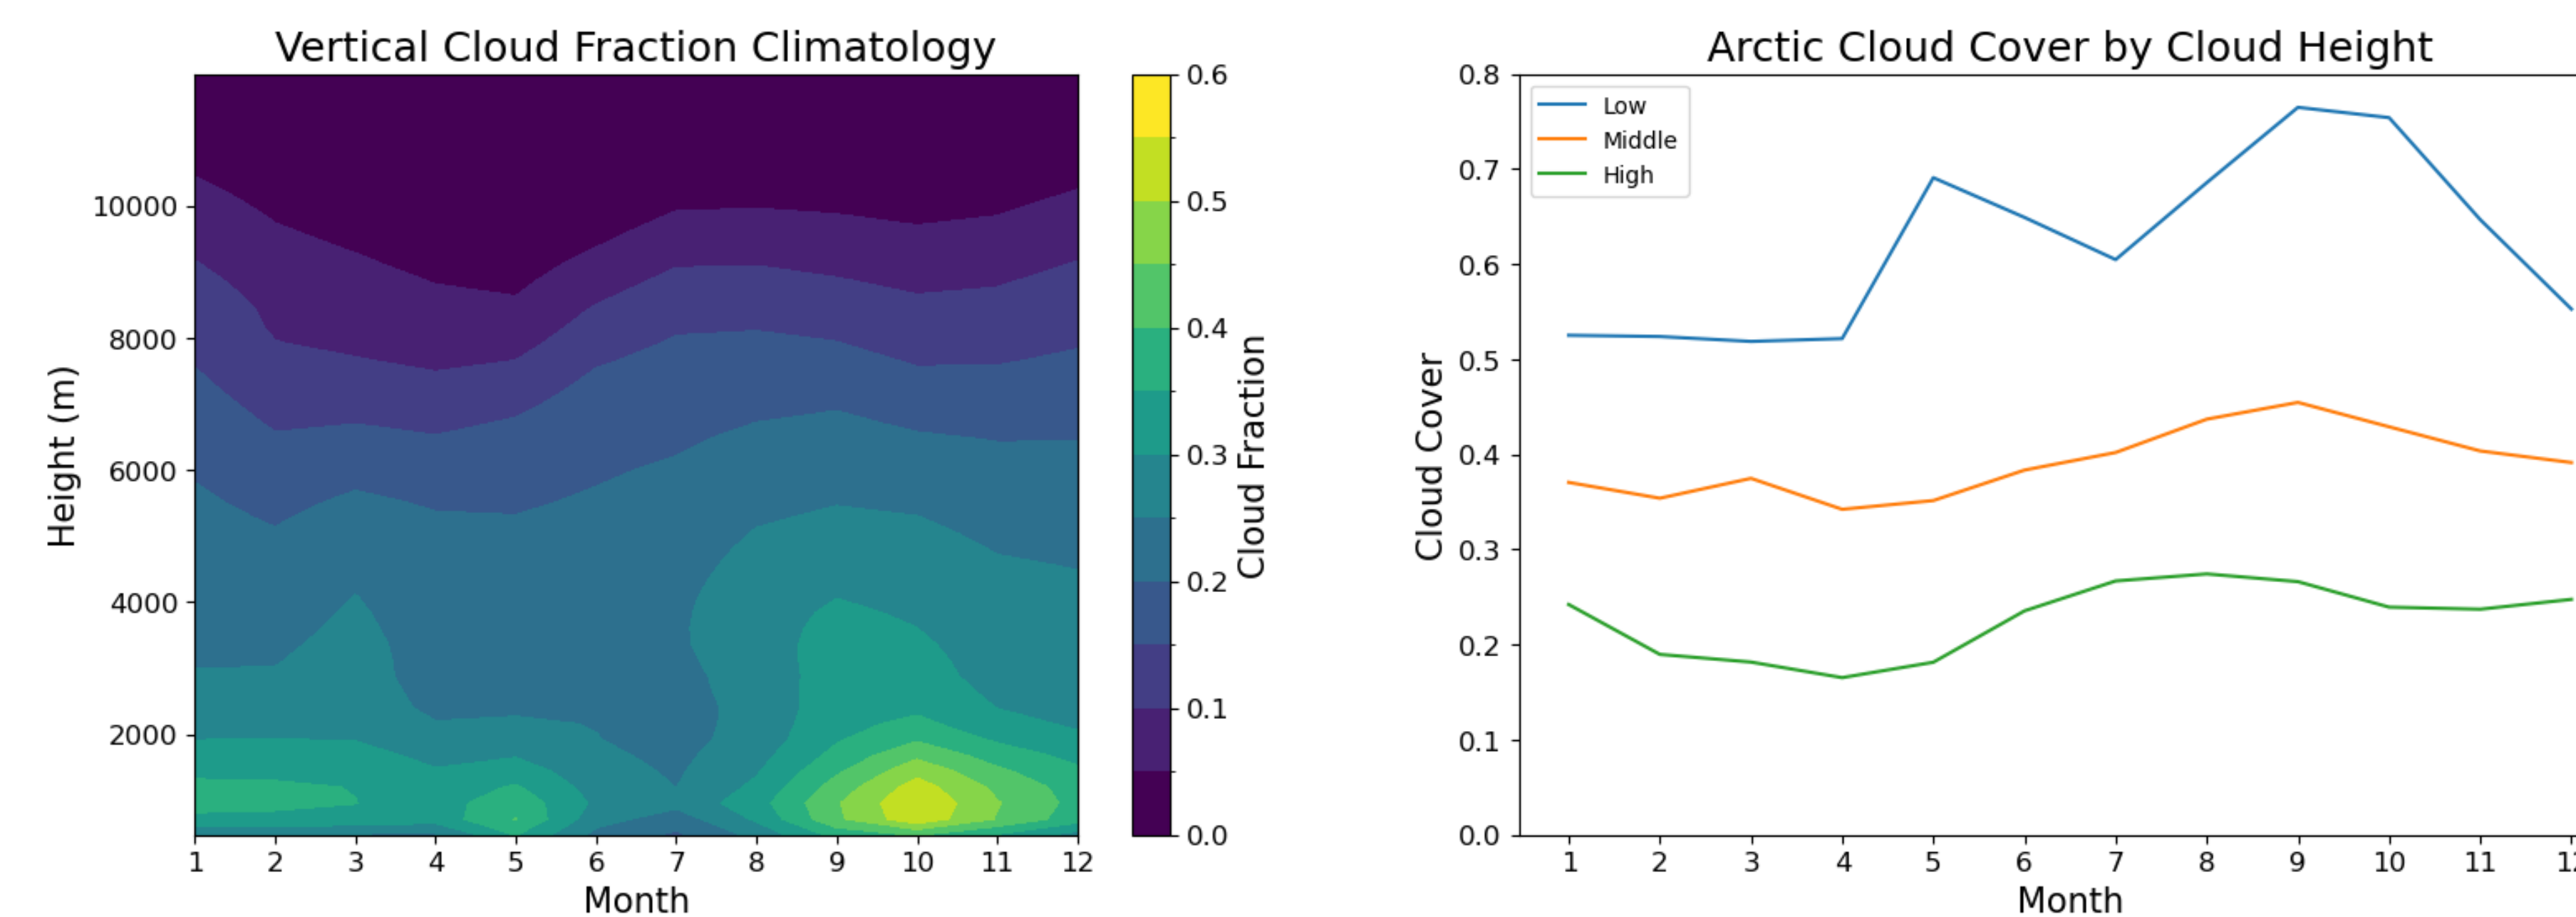 Vertical Cloud Fraction Climatology
Height (m)
10000
8000
6000
4000
2000
1 2 3 4 5 6 7 8 9 10 11 12
Month
0.6
0.5
0.4
0.3
0.2
0.1
0.0
Cloud Fraction
Arctic Cloud Cover by Cloud Height
Low
Middle
High
Cloud Cover
0.8
0.7
0.6
0.5
0.4
0.3
0.2
0.1
0.0
1 2 3 4 5 6 7 8 9 10 11
Month